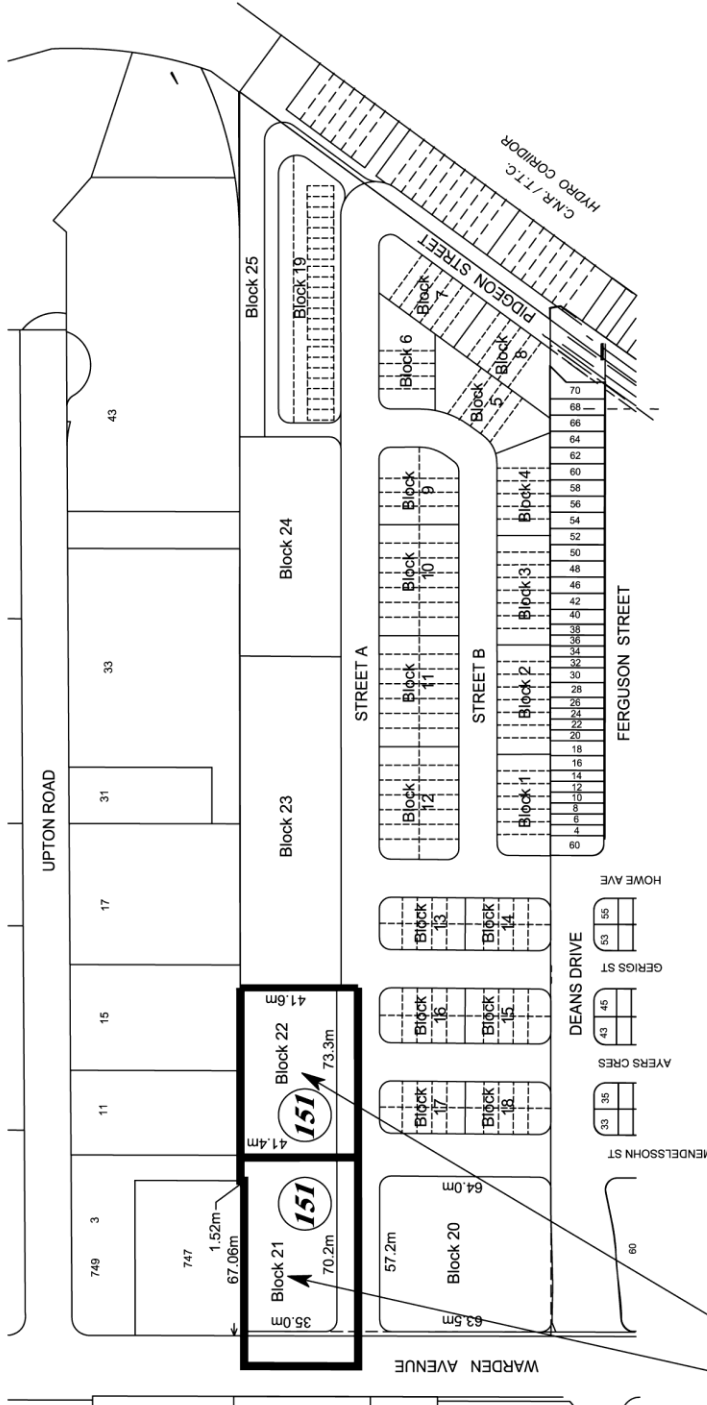 C.N.R. / T.T.C.
HYDRO CORIIDOR
PIDGEON STREET
Block 25
Block 19
Block
7
Block 6
Block
8
Block
5
43
70
68
66
64
62
60
58
56
54
52
50
48
46
42
40
38
36
34
32
30
28
26
24
22
20
18
16
14
12
10
8
6
4
60
Block
9
Block 4
Block 24
Block
10
Block 3
33
STREET A
STREET B
Block
11
Block 2
FERGUSON STREET
UPTON ROAD
31
Block 23
Block
12
Block 1
17
HOWE AVE
Block
13
Block
14
55
53
GERIGS ST
DEANS DRIVE
15
41.6m
Block 22
73.3m
Block
16
Block
15
45
43
AYERS CRES
11
41.4m
151
Block
17
Block
18
35
33
MENDELSSOHN ST
3
749
747
1.52m
67.06m
151
Block 21
70.2m
35.0m
57.2m
64.0m
Block 20
63.5m
60
WARDEN AVENUE